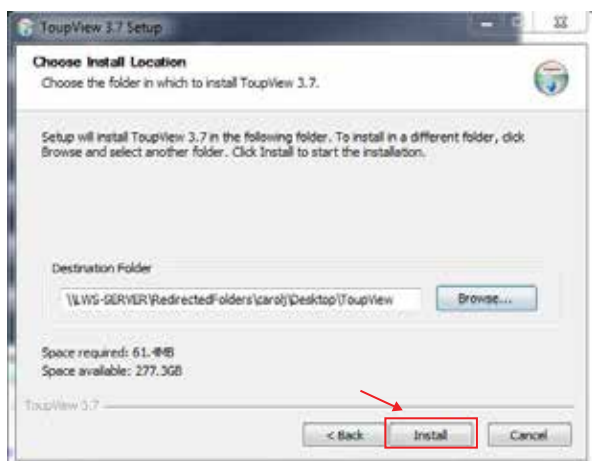 ToupView 3.7 Setup
Choose Install Location
Choose the folder in which to install ToupView 3.7.
Setup will install ToupView 3.7 in the following folder. To install in a different folder, click
Browse and select another folder. Click Install to start the installation.
Destination Folder
\\LWS-SERVER\RedirectedFolders\carolj\Desktop\ToupView
Browse...
Space required: 61.4MB
Space available: 277.3GB
ToupView 3.7
< Back Install Cancel